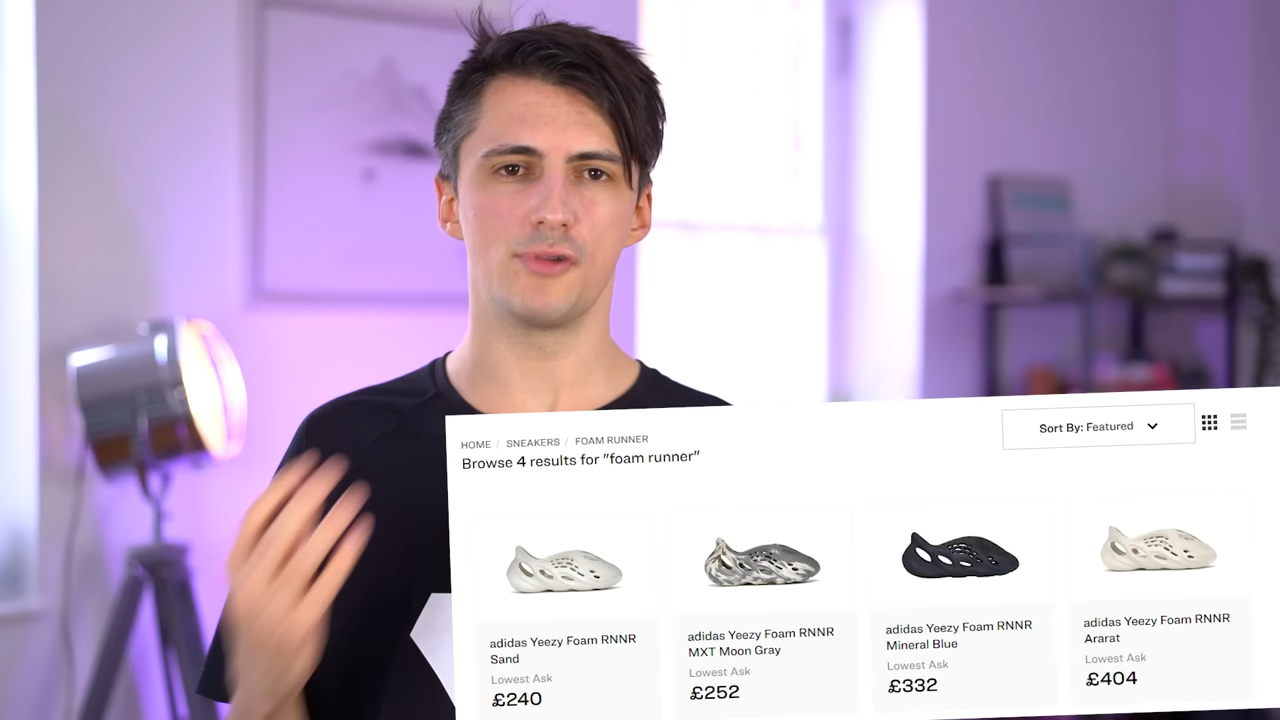 HOME / SNEAKERS / FOAM RUNNER
Browse 4 results for "foam runner"
Sort By: Featured
adidas Yeezy Foam RNNR
Sand
Lowest Ask
£240
adidas Yeezy Foam RNNR
MXT Moon Gray
Lowest Ask
£252
adidas Yeezy Foam RNNR
Mineral Blue
Lowest Ask
£332
adidas Yeezy Foam RNNR
Ararat
Lowest Ask
£404